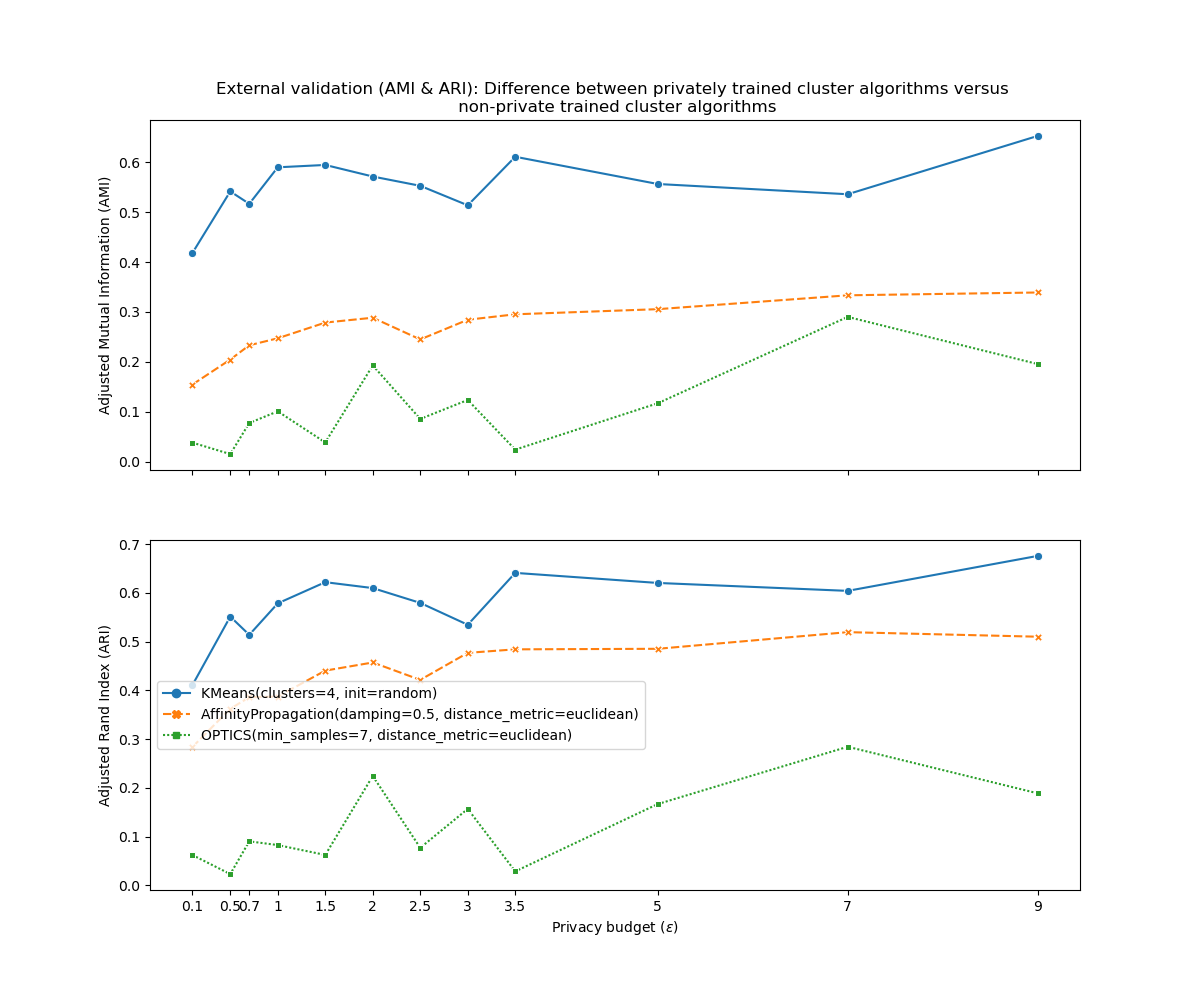 External validation (AMI & ARI): Difference between privately trained cluster algorithms versus
non-private trained cluster algorithms
Adjusted Mutual Information (AMI)
0.6
0.5
0.4
0.3
0.2
0.1
0.0
Adjusted Rand Index (ARI)
0.7
0.6
0.5
0.4
0.3
0.2
0.1
0.0
KMeans(clusters=4, init=random)
AffinityPropagation(damping=0.5, distance_metric=euclidean)
OPTICS(min_samples=7, distance_metric=euclidean)
0.1 0.5 0.7 1 1.5 2 2.5 3 3.5 5 7 9
Privacy budget (ε)